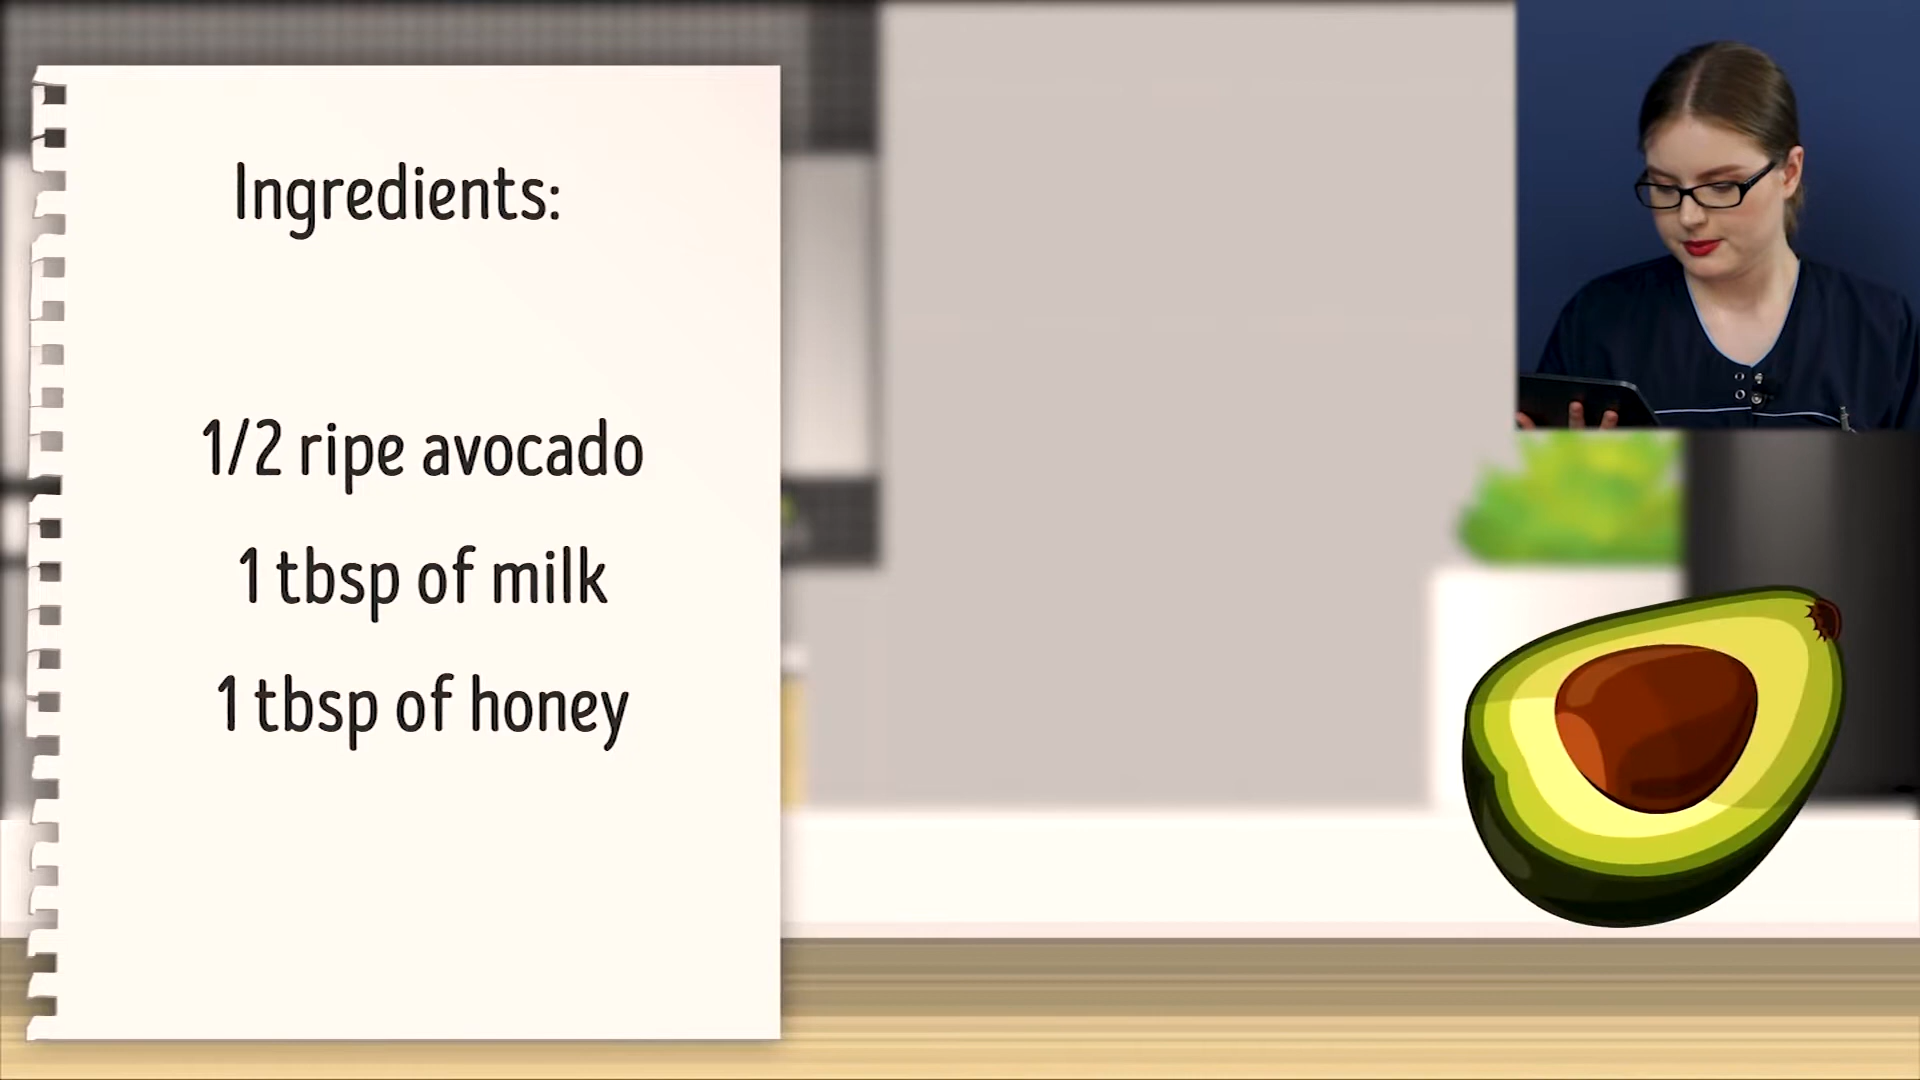 Ingredients:
1/2 ripe avocado
1 tbsp of milk
1 tbsp of honey